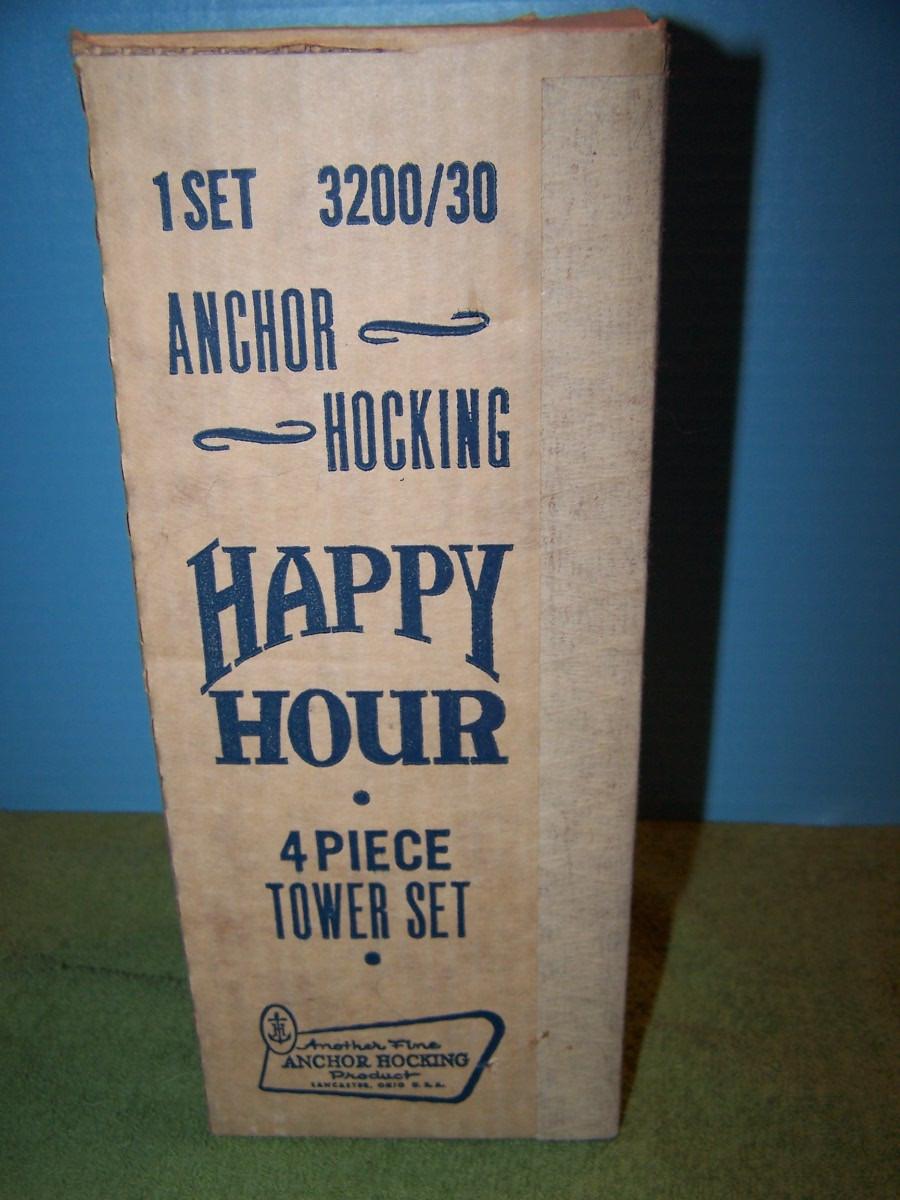 1 SET 3200/30
ANCHOR
HOCKING
HAPPY
HOUR
4 PIECE
TOWER SET
Another Fine
ANCHOR HOCKING
Product
LANCASTER, OHIO U.S.A.